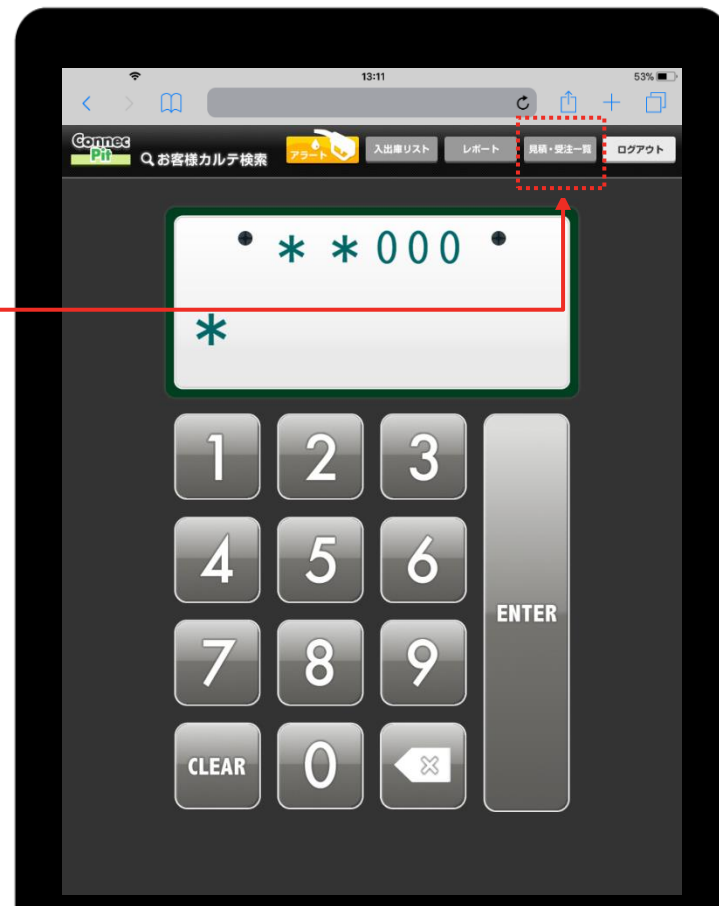 13:11
53%
Connec
Pit
お客様カルテ検索
アラート
入出庫リスト
レポート
見積・受注一覧
ログアウト
* * 000
*
1 2 3
4 5 6
ENTER
7 8 9
CLEAR 0